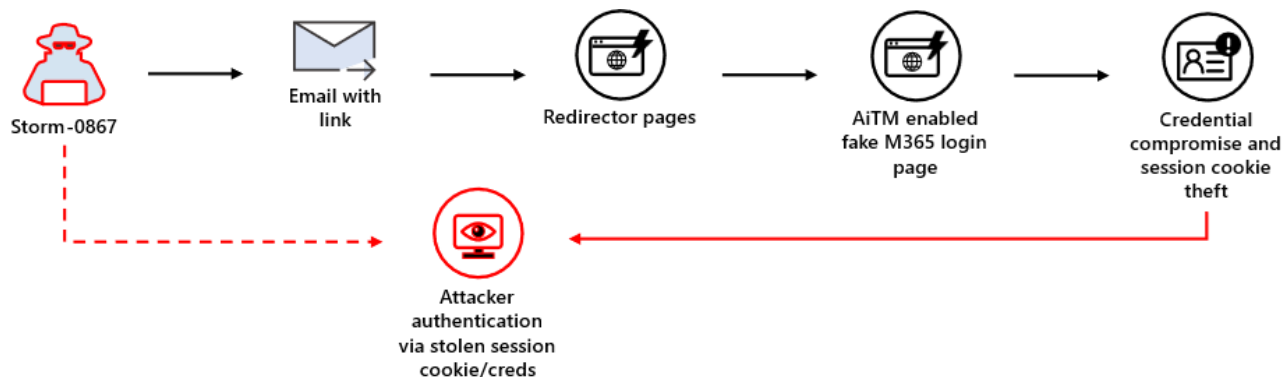 Storm-0867
Email with
link
Redirector pages
AiTM enabled
fake M365 login
page
Credential
compromise and
session cookie
theft
Attacker
authentication
via stolen session
cookie/creds